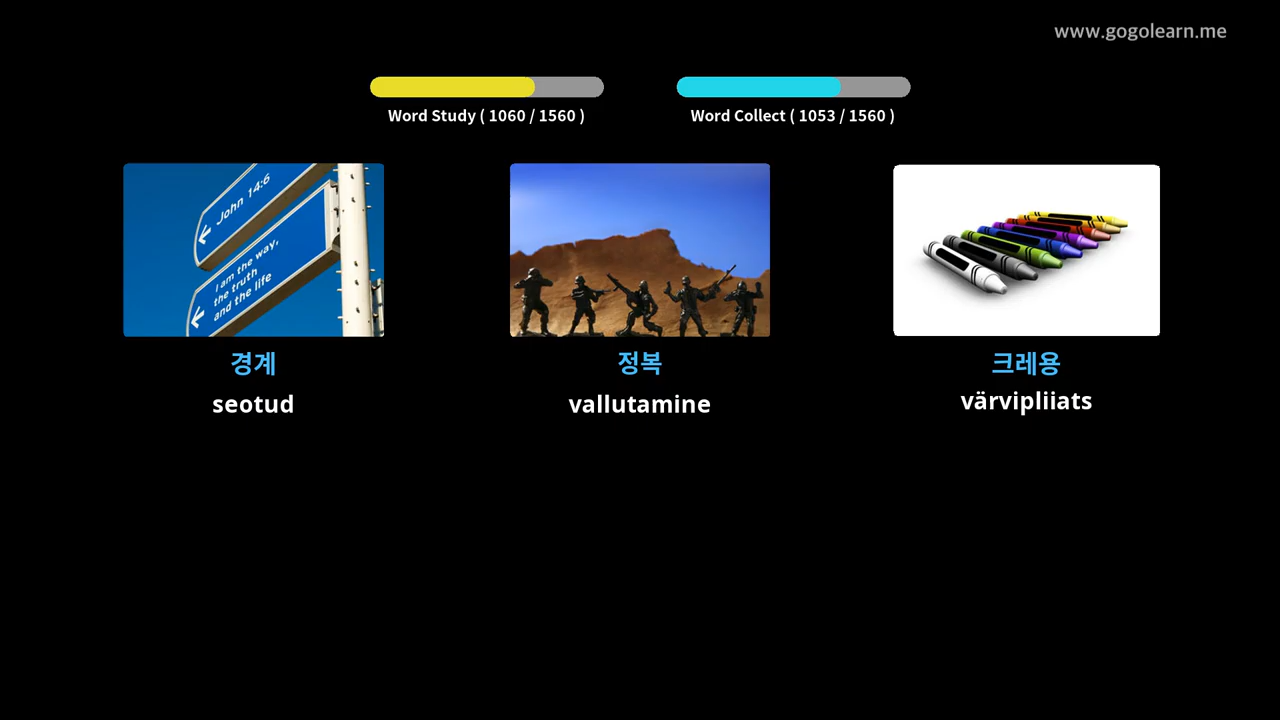 www.gogolearn.me
Word Study ( 1060 / 1560 )
Word Collect ( 1053 / 1560 )
John 14:6
I am the way,
the truth
and the life
경계
정복
크레용
seotud
vallutamine
värvipliiats